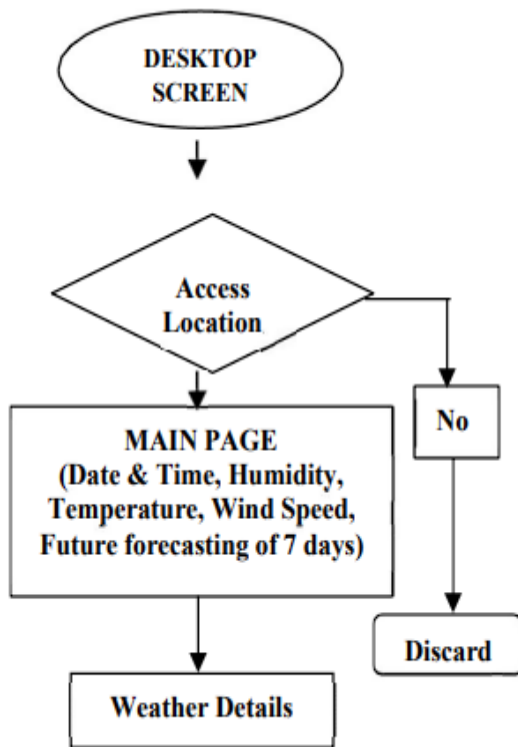 DESKTOP
SCREEN
Access
Location
No
MAIN PAGE
(Date & Time, Humidity,
Temperature, Wind Speed,
Future forecasting of 7 days)
Discard
Weather Details